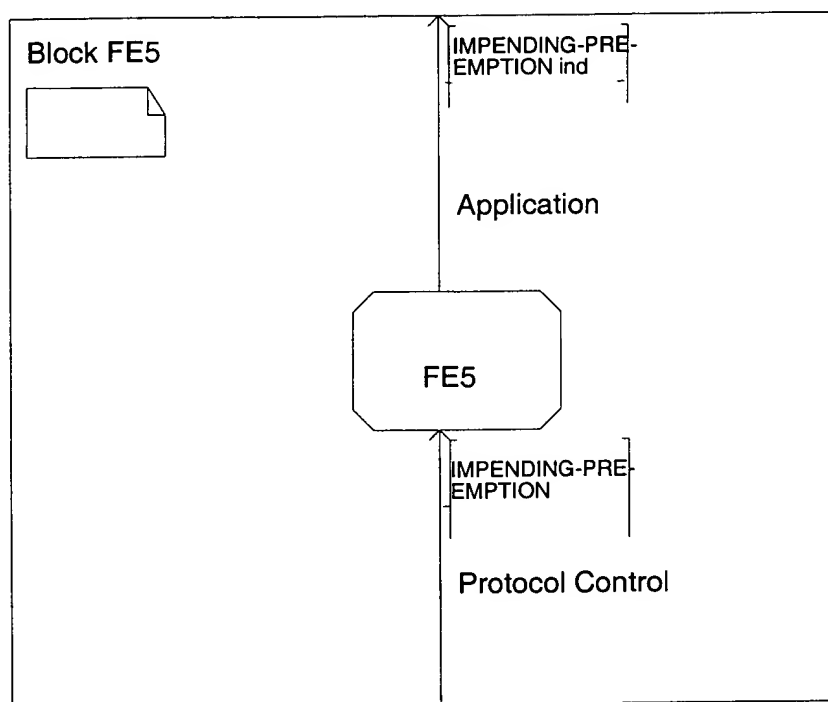 Block FE5
IMPENDING-PRE-
EMPTION ind
Application
FE5
IMPENDING-PRE-
EMPTION
Protocol Control